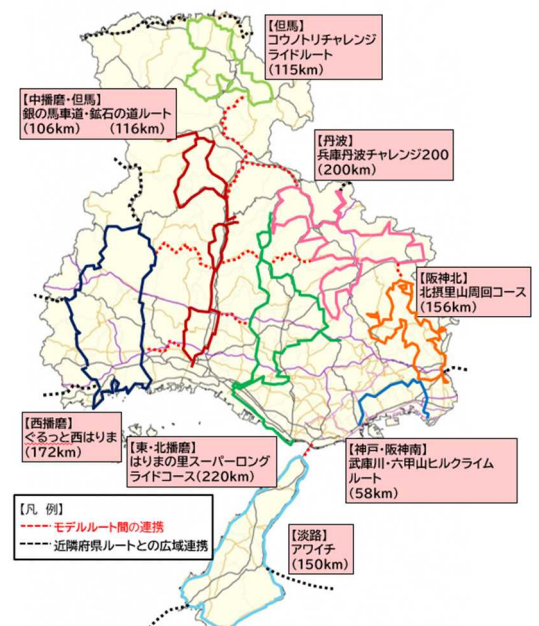 【但馬】
コウノトリチャレンジ
ライドルート
(115km)
【中播磨・但馬】
銀の馬車道・鉱石の道ルート
(106km) (116km)
【丹波】
兵庫丹波チャレンジ200
(200km)
【阪神北】
北摂里山周回コース
(156km)
【西播磨】
ぐるっと西はりま
(172km)
【東・北播磨】
はりまの里スーパーロング
ライドコース(220km)
【神戸・阪神南】
武庫川・六甲山ヒルクライム
ルート
(58km)
【凡 例】
モデルルート間の連携
近隣府県ルートとの広域連携
【淡路】
アワイチ
(150km)